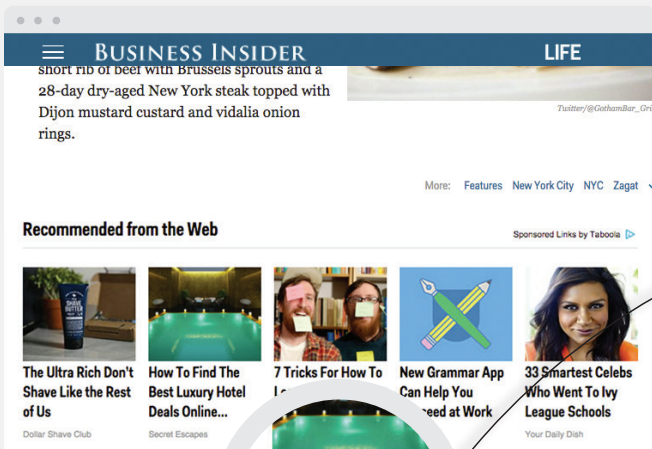 BUSINESS INSIDER
LIFE
short rib of beef with Brussels sprouts and a
28-day dry-aged New York steak topped with
Dijon mustard custard and vidalia onion
rings.
Twitter/@GothamBar_Gri
More: Features New York City NYC Zagat
Recommended from the Web
Sponsored Links by Taboola
SHAVE
BUTTER
The Ultra Rich Don't
Shave Like the Rest
of Us
Dollar Shave Club
How To Find The
Best Luxury Hotel
Deals Online...
Secret Escapes
7 Tricks For How To
New Grammar App
Can Help You
at Work
33 Smartest Celebs
Who Went To Ivy
League Schools
Your Daily Dish